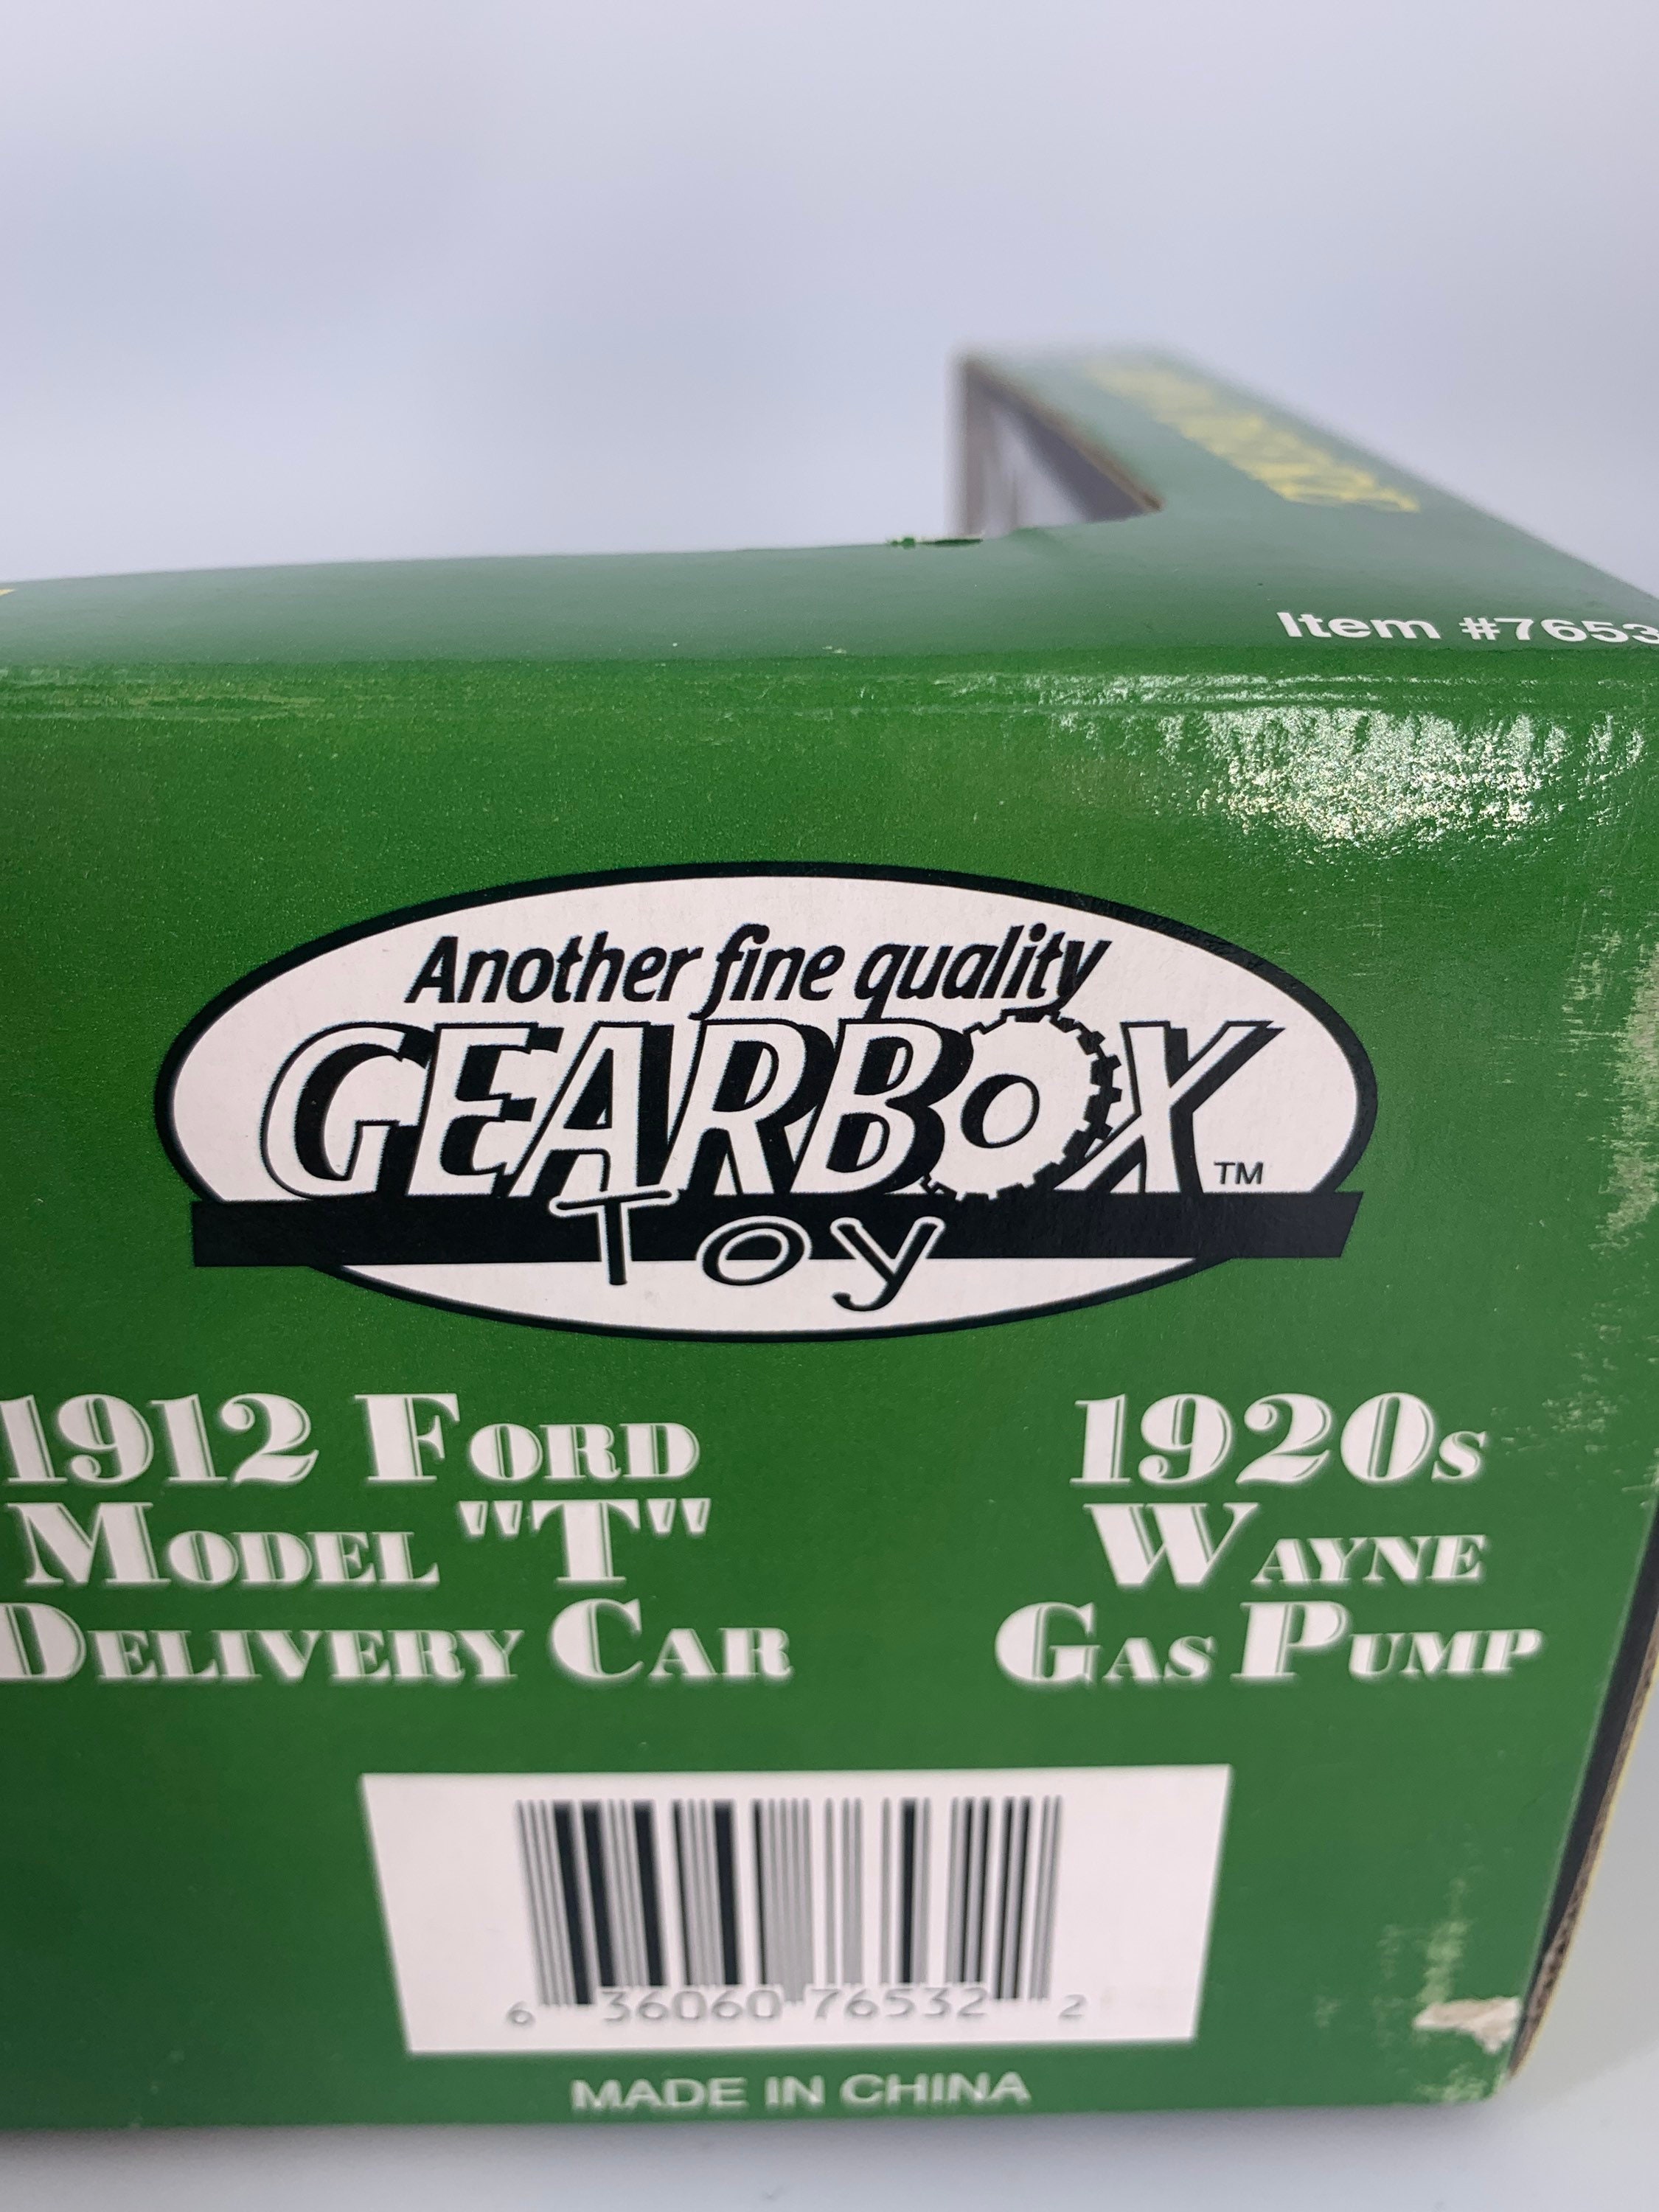 Item #7653
Another fine quality
GEARBOX TM
Toy
1912 FORD
MODEL "T"
DELIVERY CAR
1920s
WAYNE
GAS PUMP
6 36060 76532 2
MADE IN CHINA